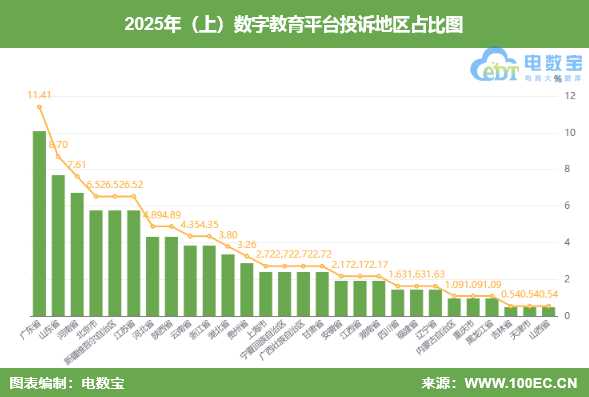 2025年（上）数字教育平台投诉地区占比图
电数宝
EDT
电商大数据库
%
12
10
8
6
4
2
0
11.41
8.70
7.61
6.52 6.52 6.52
4.89 4.89
4.35 4.35
3.80
3.26
2.72 2.72 2.72 2.72
2.17 2.17 2.17
1.63 1.63 1.63
1.09 1.09 1.09
0.54 0.54 0.54
广东省
山东省
河南省
北京市
新疆维吾尔自治区
江苏省
河北省
陕西省
云南省
浙江省
湖北省
贵州省
上海市
宁夏回族自治区
广西壮族自治区
甘肃省
安徽省
江西省
湖南省
四川省
福建省
辽宁省
内蒙古自治区
重庆市
黑龙江省
吉林省
天津市
山西省
图表编制：电数宝
来源：WWW.100EC.CN